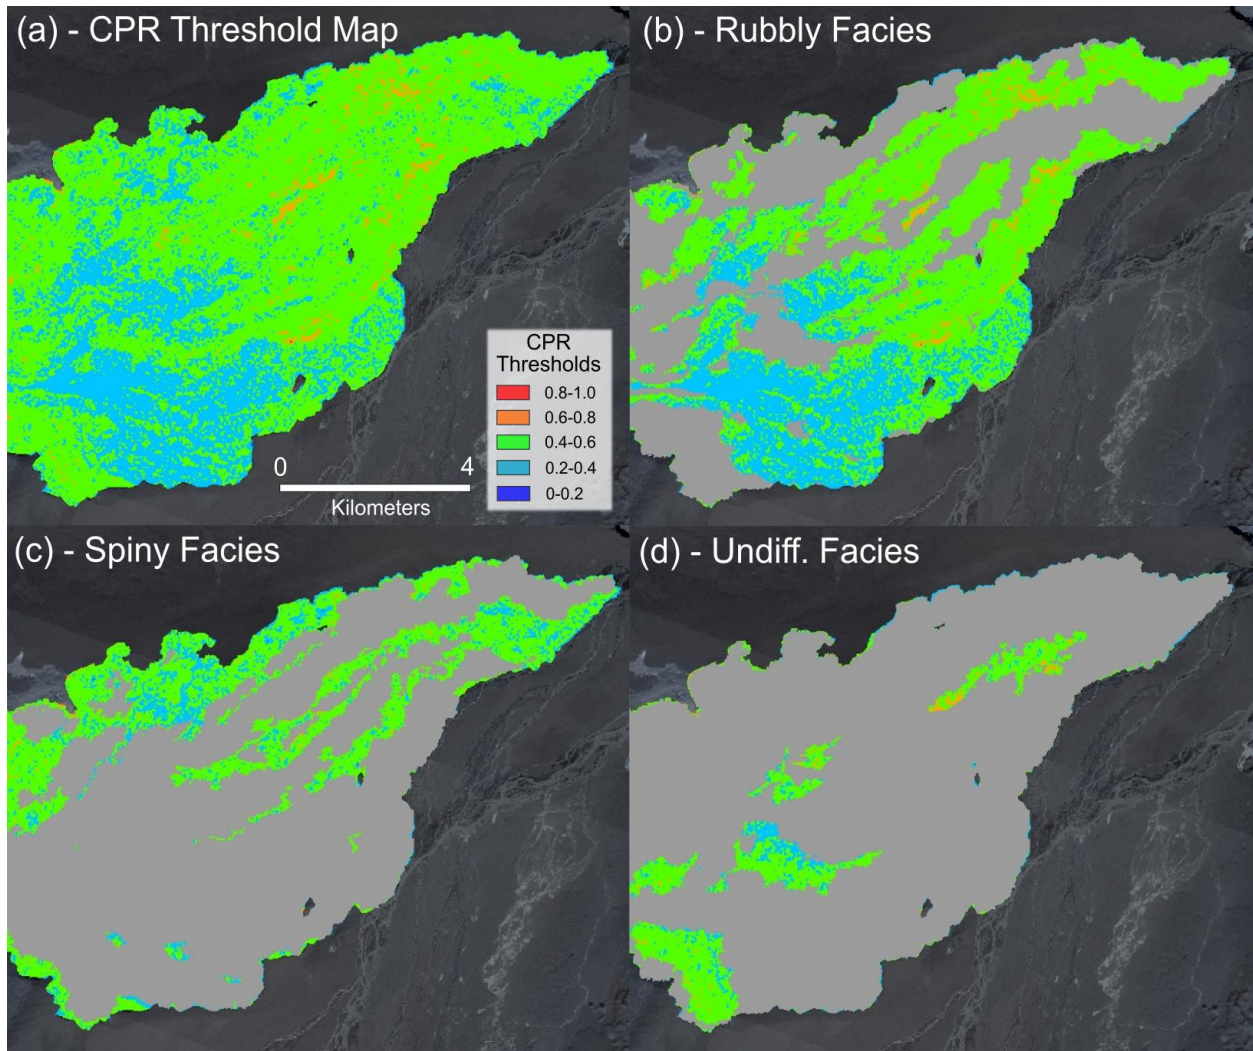 (a) - CPR Threshold Map
(b) - Rubbly Facies
CPR
Thresholds
0.8-1.0
0.6-0.8
0.4-0.6
0.2-0.4
0-0.2
0 4
Kilometers
(c) - Spiny Facies
(d) - Undiff. Facies